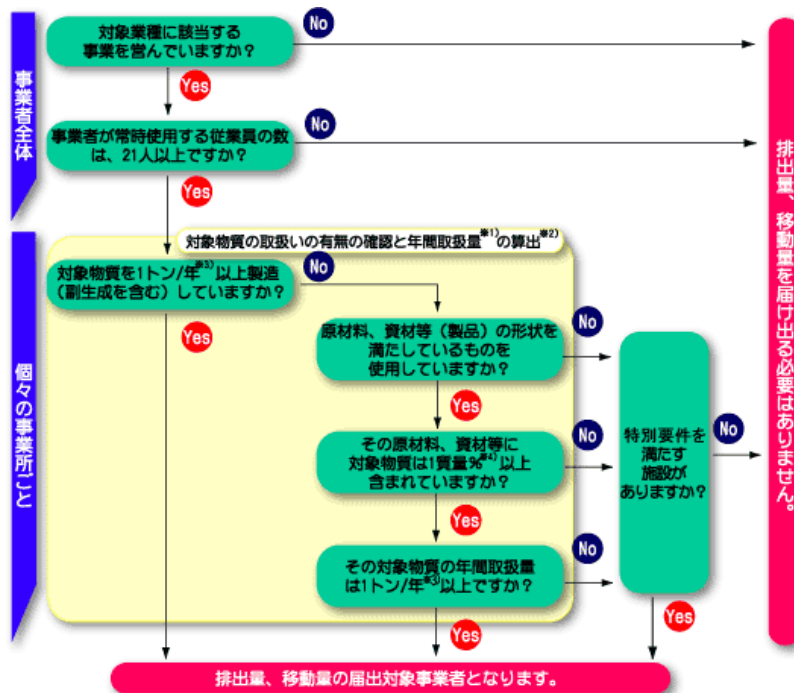 対象業種に該当する
事業を営んでいますか？
No
Yes
事業者全体
事業者が常時使用する従業員の数
は、21人以上ですか？
No
Yes
対象物質の取扱いの有無の確認と年間取扱量※1)の算出※2)
対象物質を1トン/年※3)以上製造
（副生成を含む）していますか？
No
Yes
個々の事業所ごと
原材料、資材等（製品）の形状を
満たしているものを
使用していますか？
No
Yes
その原材料、資材等に
対象物質は1質量%※4)以上
含まれていますか？
No
Yes
その対象物質の年間取扱量
は1トン/年※3)以上ですか？
No
Yes
特別要件を
満たす
施設が
ありますか？
No
Yes
排出量、移動量を届け出る必要はありません。
排出量、移動量の届出対象事業者となります。